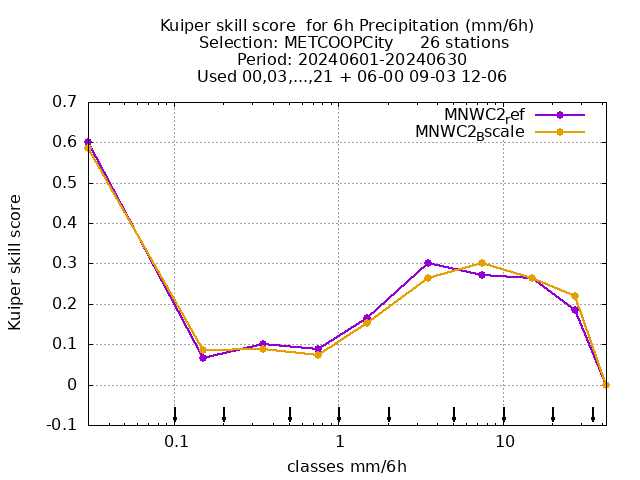 Kuiper skill score  for 6h Precipitation (mm/6h)
Selection: METCOOPCity     26 stations
Period: 20240601-20240630
Used 00,03,...,21 + 06-00 09-03 12-06
MNWC2ref
MNWC2Bscale
0.7
0.6
0.5
0.4
0.3
0.2
0.1
0
-0.1
Kuiper skill score
0.1
1
10
classes mm/6h